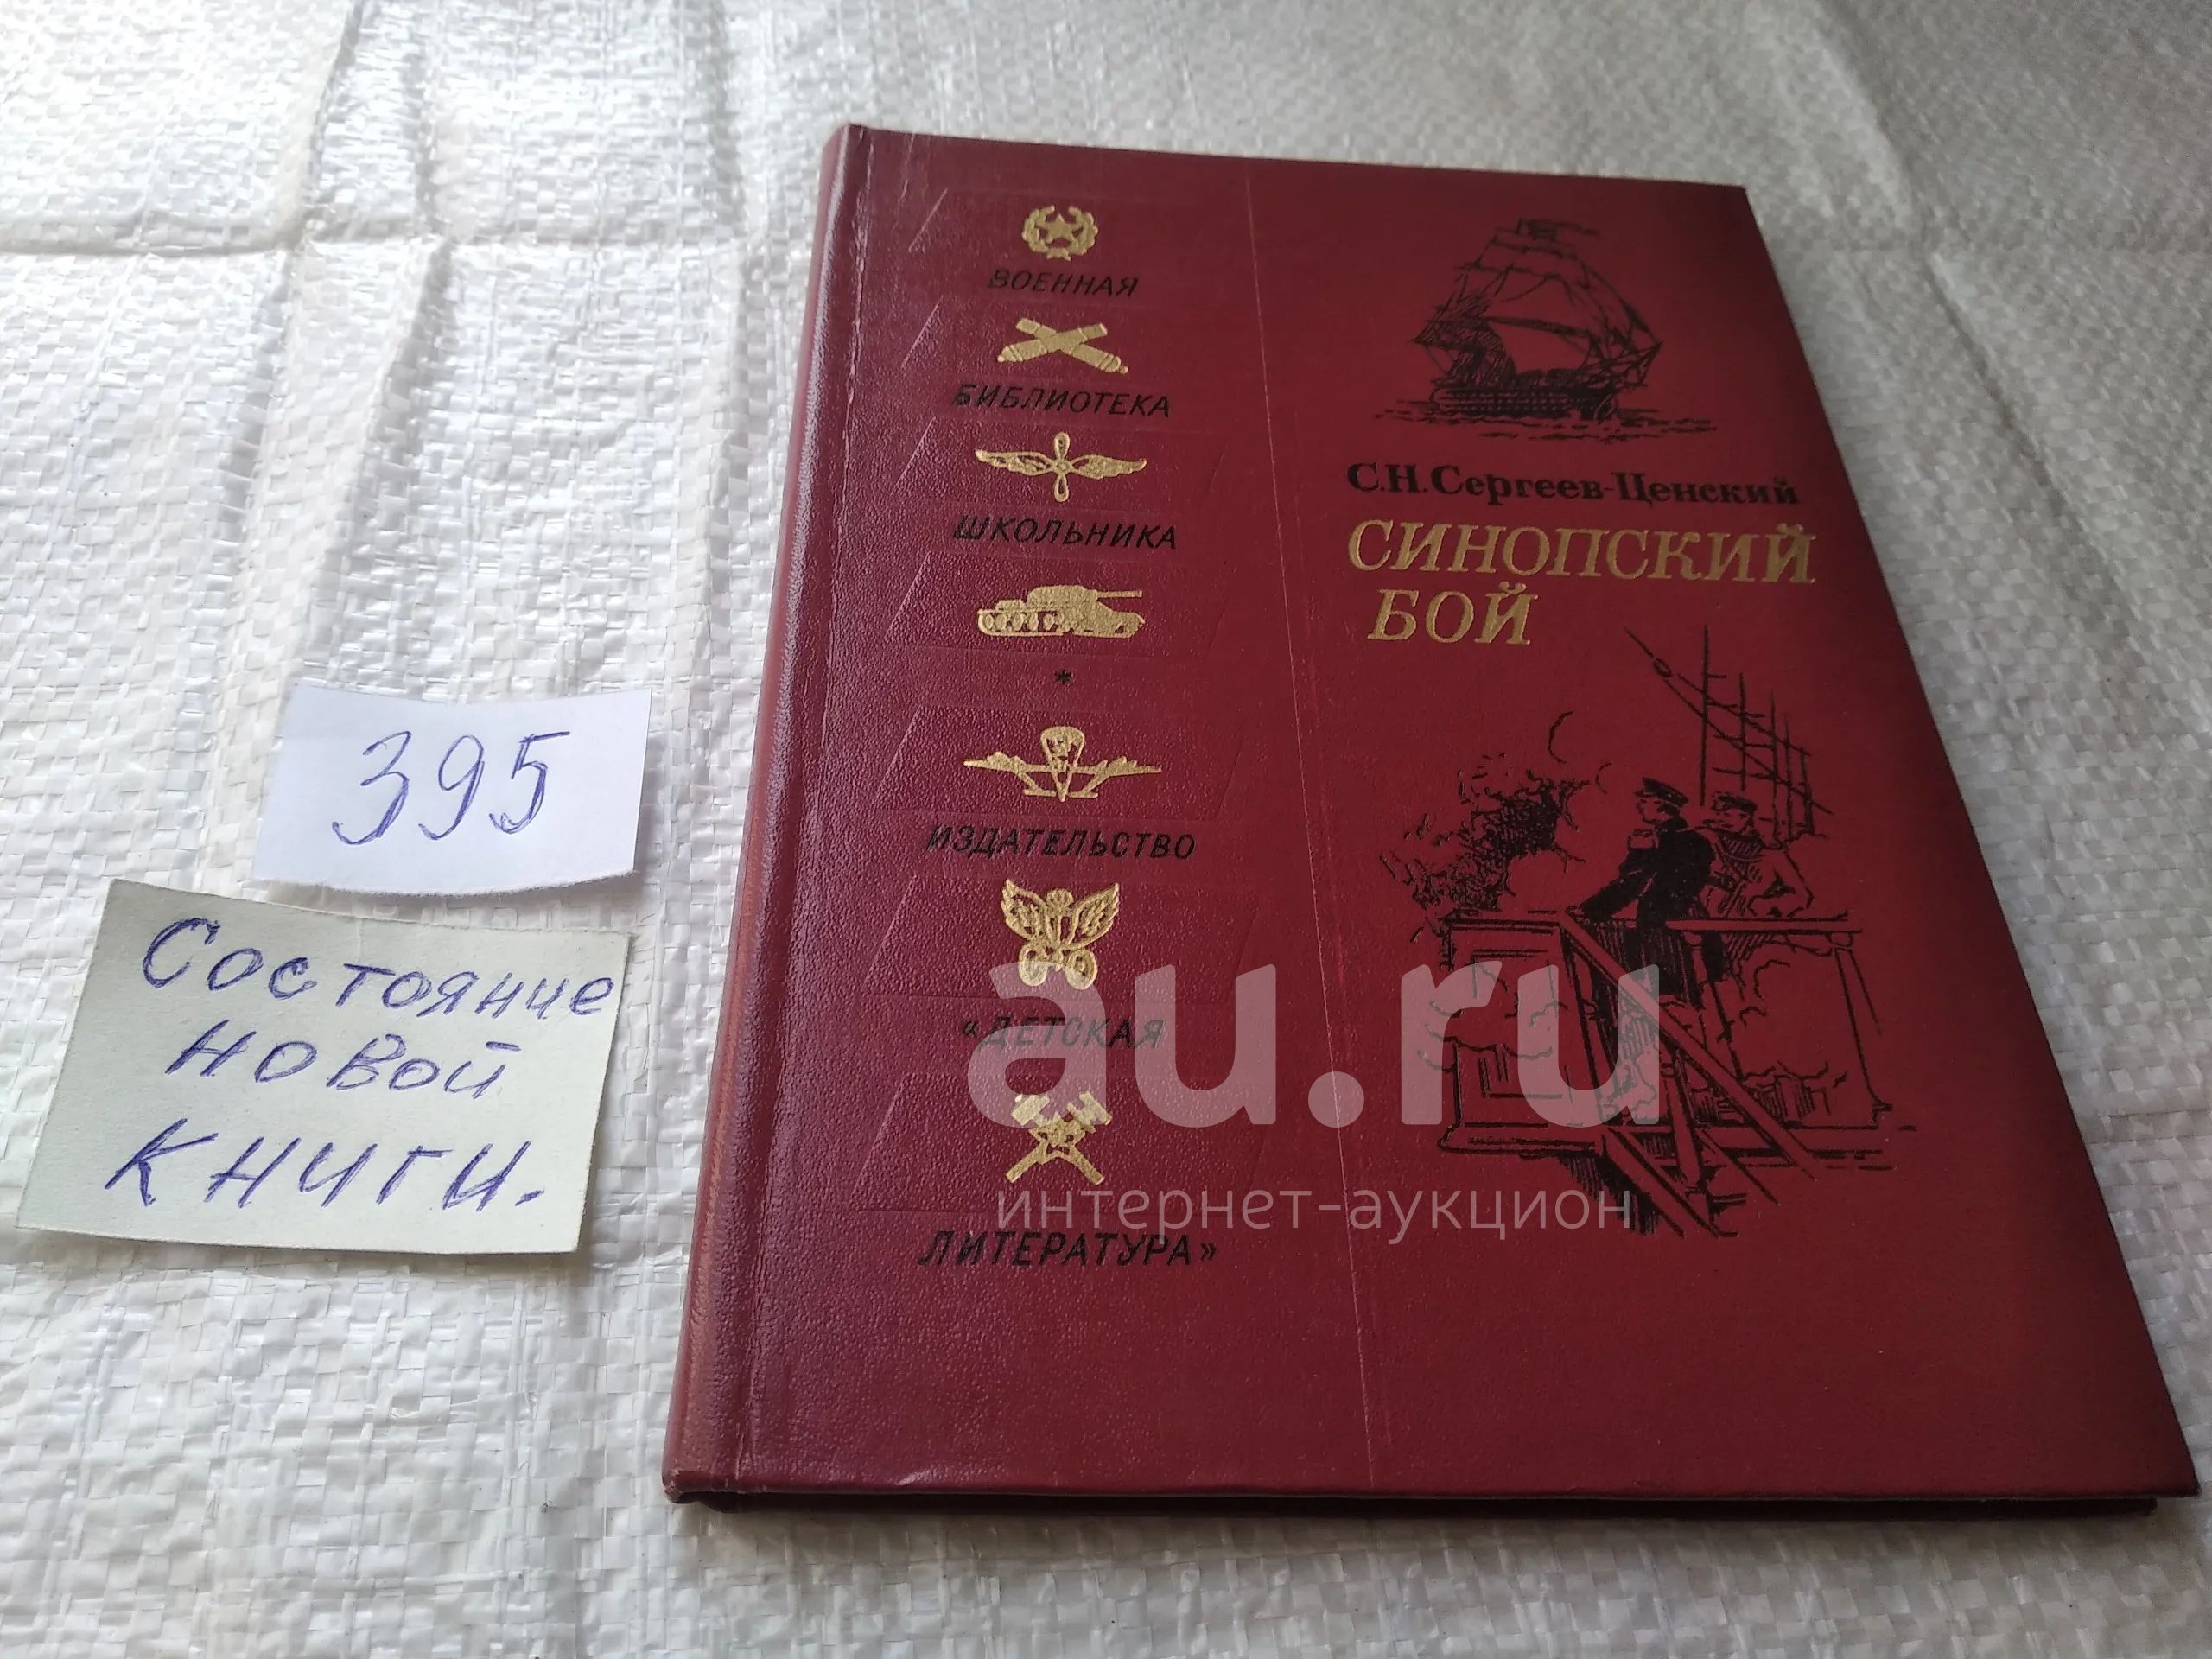 395
Состояние
новой
книги.
ВОЕННАЯ
БИБЛИОТЕКА
ШКОЛЬНИКА
*
ИЗДАТЕЛЬСТВО
«ДЕТСКАЯ
ЛИТЕРАТУРА»
С.Н.Сергеев-Ценский
СИНОПСКИЙ
БОЙ
au.ru
интернет-аукцион